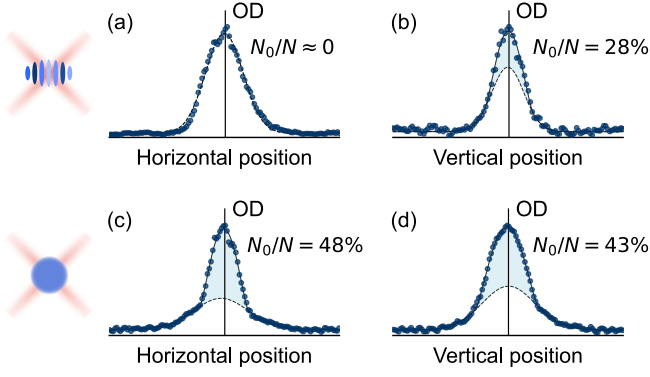 (a)
OD
N₀/N ≈ 0
Horizontal position
(b)
OD
N₀/N = 28%
Vertical position
(c)
OD
N₀/N = 48%
Horizontal position
(d)
OD
N₀/N = 43%
Vertical position